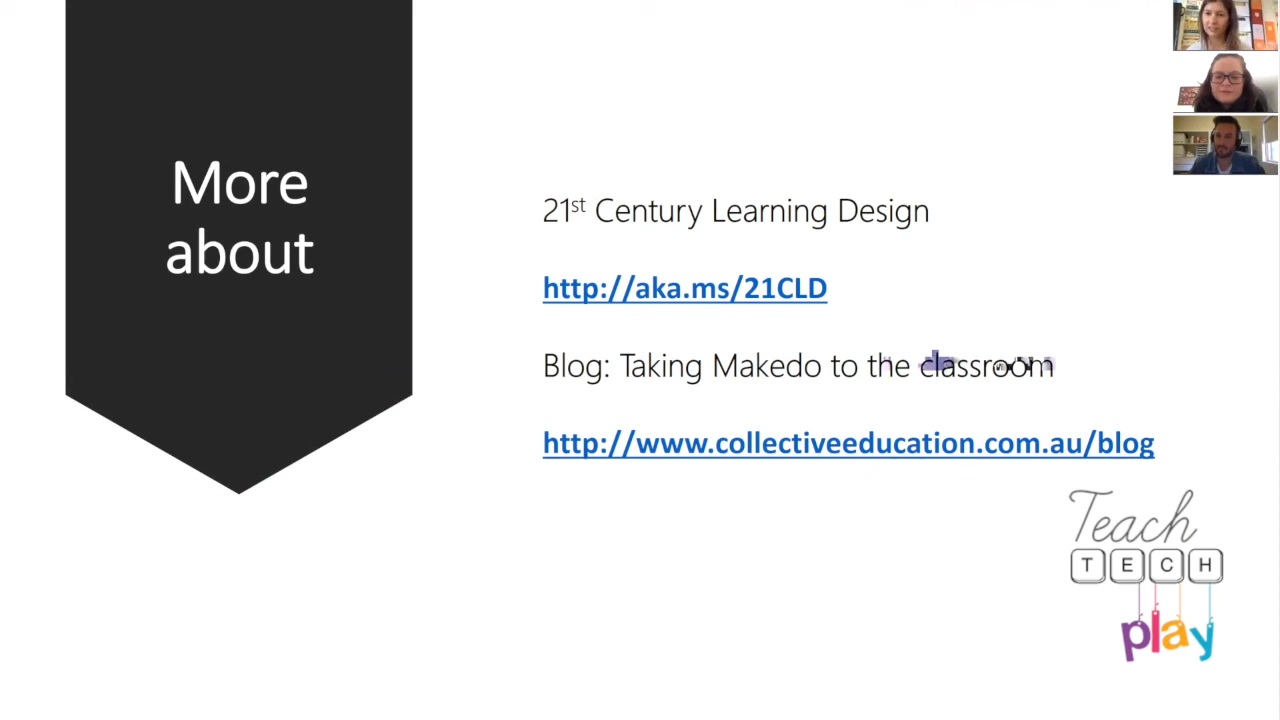 More
about
21st Century Learning Design
http://aka.ms/21CLD
Blog: Taking Makedo to the classroom
http://www.collectiveeducation.com.au/blog
Teach
TECH
play